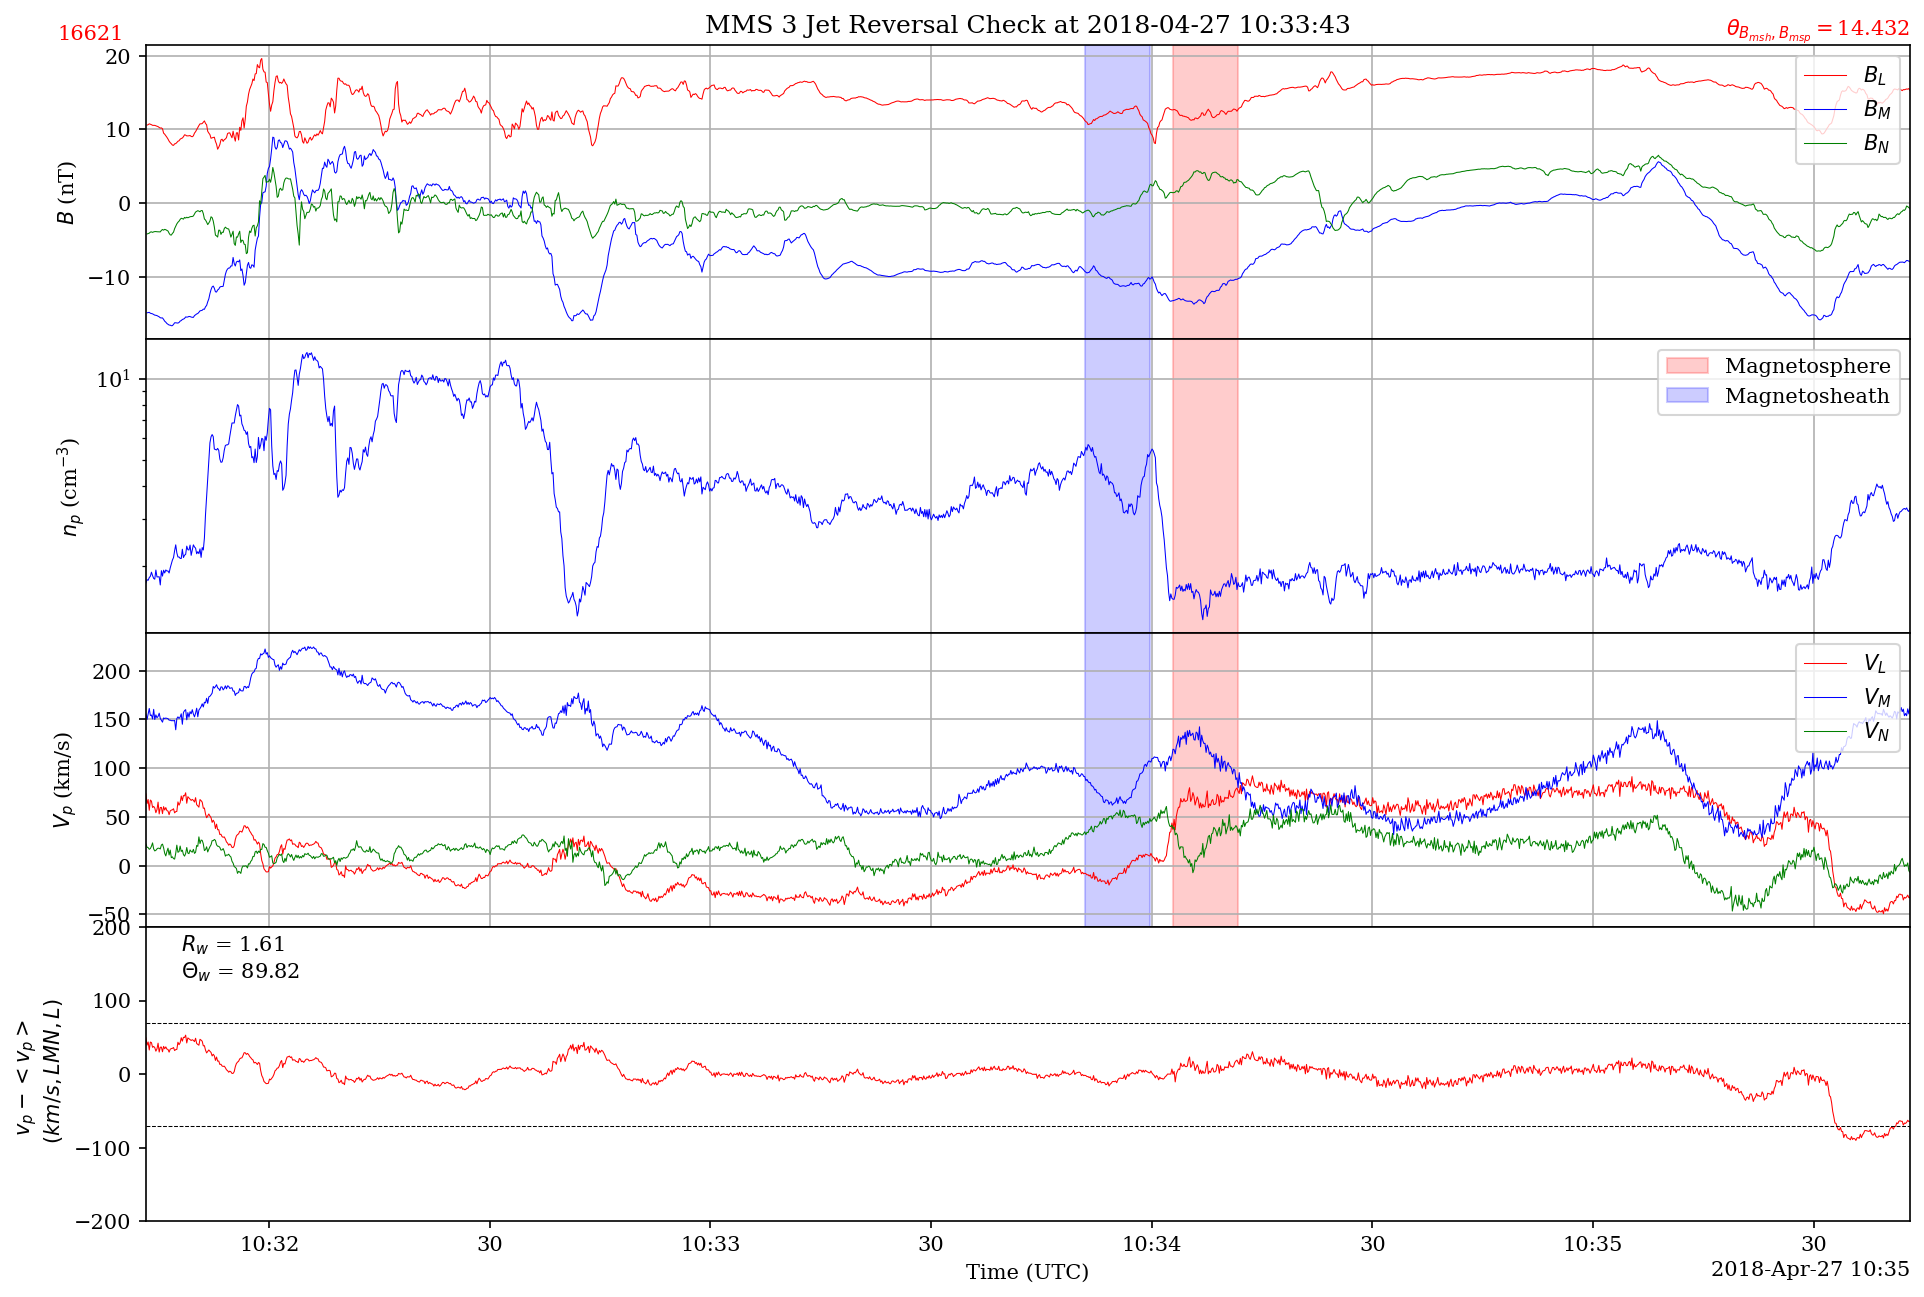 MMS 3 Jet Reversal Check at 2018-04-27 10:33:43
16621
θ_{B_{msh}, B_{msp}} = 14.432
20
10
0
−10
B (nT)
B_L
B_M
B_N
10^1
n_p (cm^{−3})
Magnetosphere
Magnetosheath
200
150
100
50
0
−50
V_p (km/s)
V_L
V_M
V_N
200
100
0
−100
−200
v_p − < v_p >
(km/s, LMN, L)
R_w = 1.61
Θ_w = 89.82
10:32
30
10:33
30
10:34
30
10:35
30
Time (UTC)
2018-Apr-27 10:35